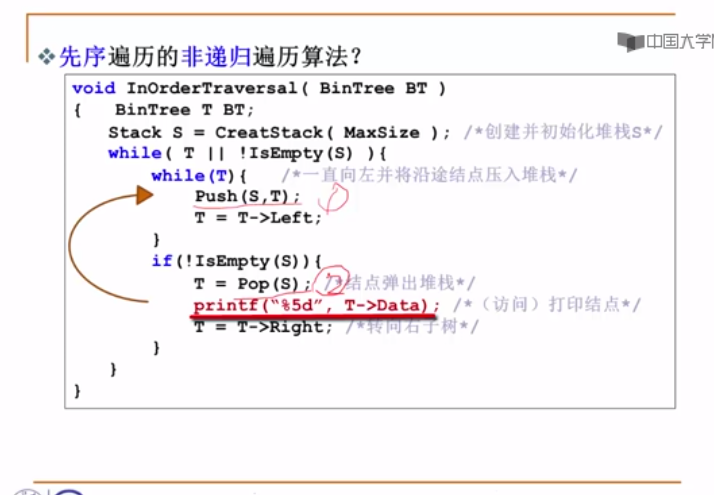 中国大学
❖先序遍历的非递归遍历算法？
void InOrderTraversal( BinTree BT )
{ BinTree T BT;
Stack S = CreatStack( MaxSize ); /*创建并初始化堆栈S*/
while( T || !IsEmpty(S) ){
while(T){ /*一直向左并将沿途结点压入堆栈*/
Push(S,T);
T = T->Left;
}
if(!IsEmpty(S)){
T = Pop(S); /*结点弹出堆栈*/
printf("%5d", T->Data); /*（访问）打印结点*/
T = T->Right; /*转向右子树*/
}
}
}